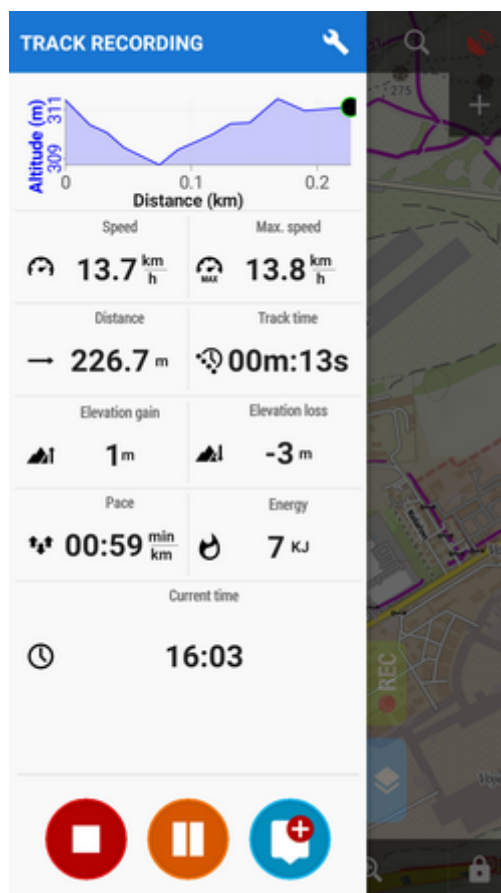 TRACK RECORDING
275
Altitude (m)
311
309
0
0.1
0.2
Distance (km)
Speed
Max. speed
13.7 km/h
MAX
13.8 km/h
Distance
Track time
226.7 m
00m:13s
Elevation gain
Elevation loss
1 m
-3 m
Pace
Energy
00:59 min/km
7 KJ
Current time
16:03
REC